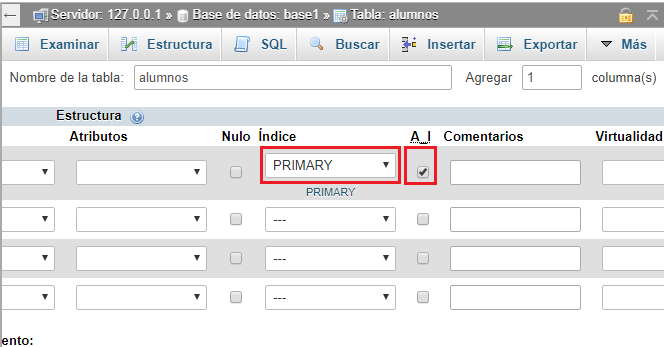 Servidor: 127.0.0.1 » Base de datos: base1 » Tabla: alumnos
Examinar Estructura SQL Buscar Insertar Exportar Más
Nombre de la tabla: alumnos Agregar 1 columna(s)
Estructura
Atributos Nulo Índice A_I Comentarios Virtualidad
PRIMARY
PRIMARY
---
---
---
ento: